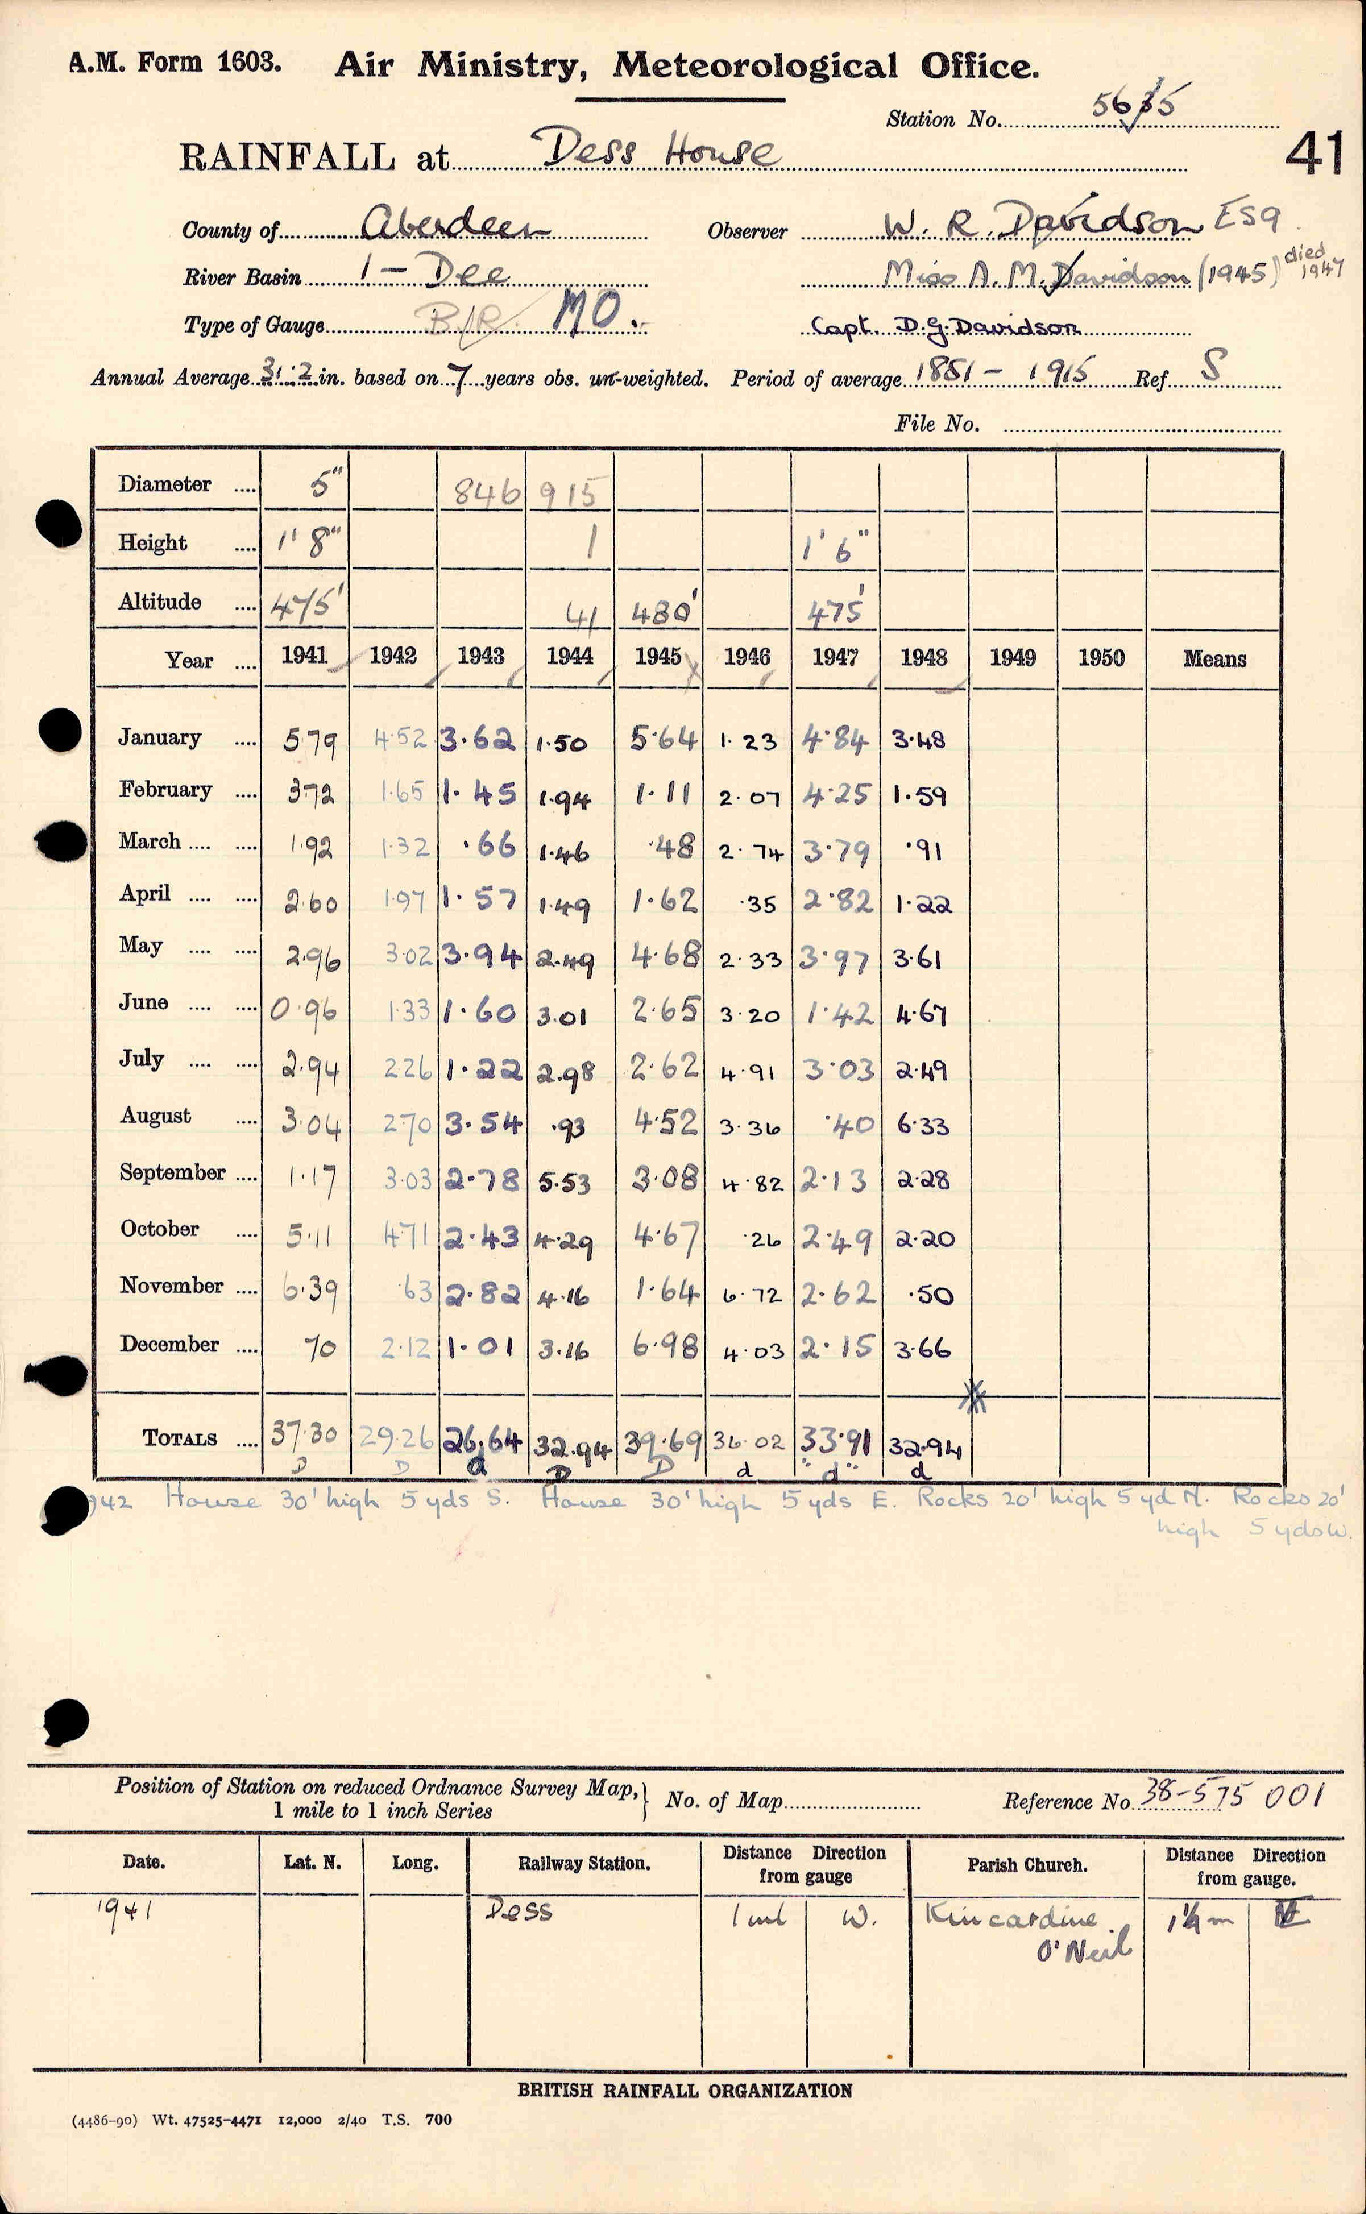 A.M. Form 1603. Air Ministry, Meteorological Office.
Station No. 5635
41
RAINFALL at Dess House
County of Aberdeen Observer W. R. Davidson ESQ
River Basin 1 - Dee Miss A. M. Davidson (1945) died 1947
Type of Gauge B/R MO. Capt. D.G. Davidson
Annual Average 31.2 in. based on 7 years obs. un-weighted. Period of average 1881 - 1915 Ref S
File No.
Diameter .... 5" 846 915
Height .... 1' 8" 1 1' 6"
Altitude .... 475' 41 480' 475'
Year .... 1941 1942 1943 1944 1945 1946 1947 1948 1949 1950 Means
January .... 5.79 4.52 3.62 1.50 5.64 1.23 4.84 3.48
February .... 3.72 1.65 1.45 1.94 1.11 2.07 4.25 1.59
March .... .... 1.92 1.32 .66 1.46 .48 2.74 3.79 .91
April .... .... 2.60 1.97 1.57 1.49 1.62 .35 2.82 1.22
May .... .... 2.96 3.02 3.94 2.49 4.68 2.33 3.97 3.61
June .... .... 0.96 1.33 1.60 3.01 2.65 3.20 1.42 4.67
July .... .... 2.94 2.26 1.22 2.98 2.62 4.91 3.03 2.49
August .... 3.04 2.70 3.54 .93 4.52 3.36 .40 6.33
September .... 1.17 3.03 2.78 5.53 3.08 4.82 2.13 2.28
October .... 5.11 4.71 2.43 4.29 4.67 .26 2.49 2.20
November .... 6.39 .63 2.82 4.16 1.64 6.72 2.62 .50
December .... 70 2.12 1.01 3.16 6.98 4.03 2.15 3.66
TOTALS .... 37.30 29.26 26.64 32.94 39.69 36.02 33.91 32.94
D D d D D d "d" d
942 House 30' high 5 yds S. House 30' high 5 yds E. Rocks 20' high 5 yd N. Rocks 20'
high 5 yds W.
Position of Station on reduced Ordnance Survey Map,} No. of Map Reference No 38-575 001
1 mile to 1 inch Series
Date. Lat. N. Long. Railway Station. Distance Direction from gauge Parish Church. Distance Direction from gauge.
1941 Dess 1 ml W. Kincardine 1¼ m
O'Neil
BRITISH RAINFALL ORGANIZATION
(4486-90) Wt. 47525-4471 12,000 2/40 T.S. 700